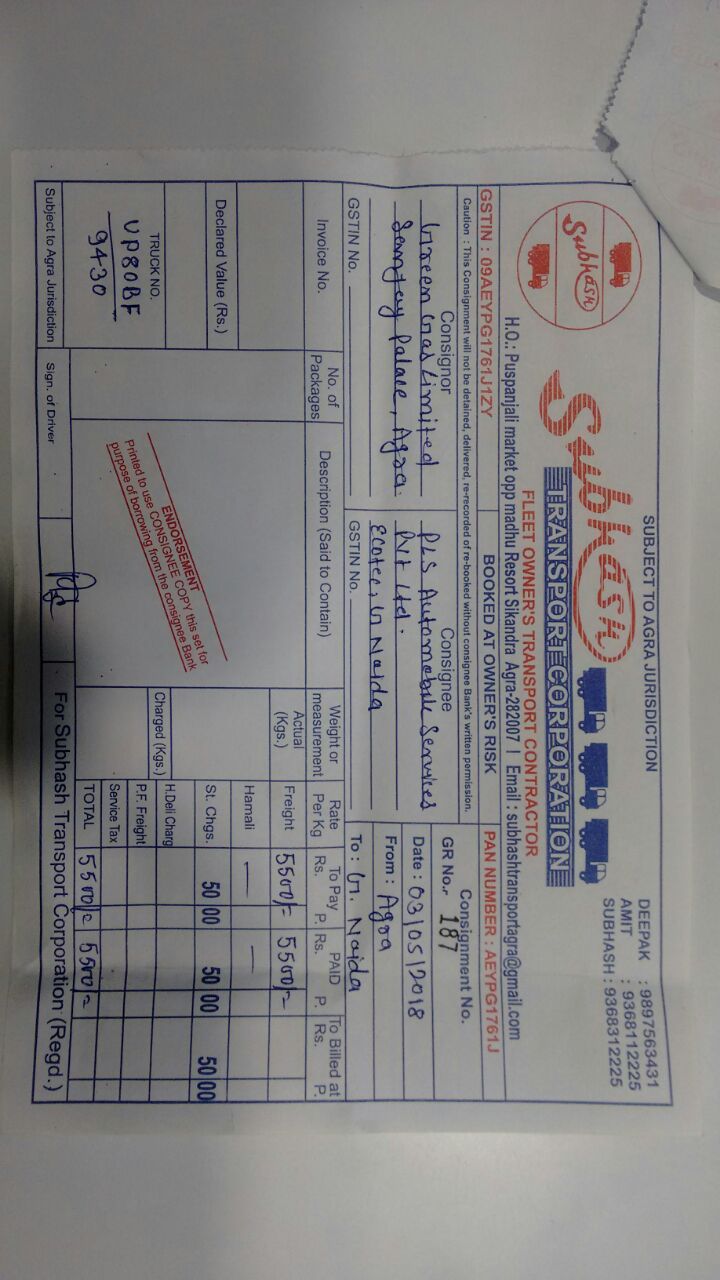 SUBJECT TO AGRA JURISDICTION
DEEPAK : 9897563431
AMIT : 9368112225
SUBHASH : 9368312225
Subhash
Subhash
TRANSPORT CORPORATION
FLEET OWNER'S TRANSPORT CONTRACTOR
H.O.: Puspanjali market opp madhu Resort Sikandra Agra-282007 ! Email : subhashtransportagra@gmail.com
GSTIN : 09AEYPG1761J1ZY BOOKED AT OWNER'S RISK PAN NUMBER : AEYPG1761J
Caution : This Consignment will not be detained, delivered, re-recorded of re-booked without consignee Bank's written permission.
Consignor
Green Gas Limited
Sanjay Palace, Agra.
GSTIN No.
Consignee
PLS Automobile Services
Pvt Ltd.
Ecotec, G Noida
GSTIN No.
Consignment No.
GR No. 187
Date : 03/05/2018
From : Agra
To : G. Noida
Invoice No. No. of Packages Description (Said to Contain) Weight or measurement Rate Per Kg To Pay Rs. P. PAID Rs. P. To Billed at Rs. P.
Actual (Kgs.) Freight 5500/- 5500/-
Hamali — —
Declared Value (Rs.) St. Chgs. 50 00 50 00 50 00
Charged (Kgs.) H.Deli Charg
P.F. Freight
Service Tax
TOTAL 5500/- 5500/-
TRUCK NO.
UP80BF
9430
ENDORSEMENT
Printed to use CONSIGNEE COPY this set for
purpose of borrowing from the consignee Bank
Subject to Agra Jurisdiction Sign. of Driver For Subhash Transport Corporation (Regd.)